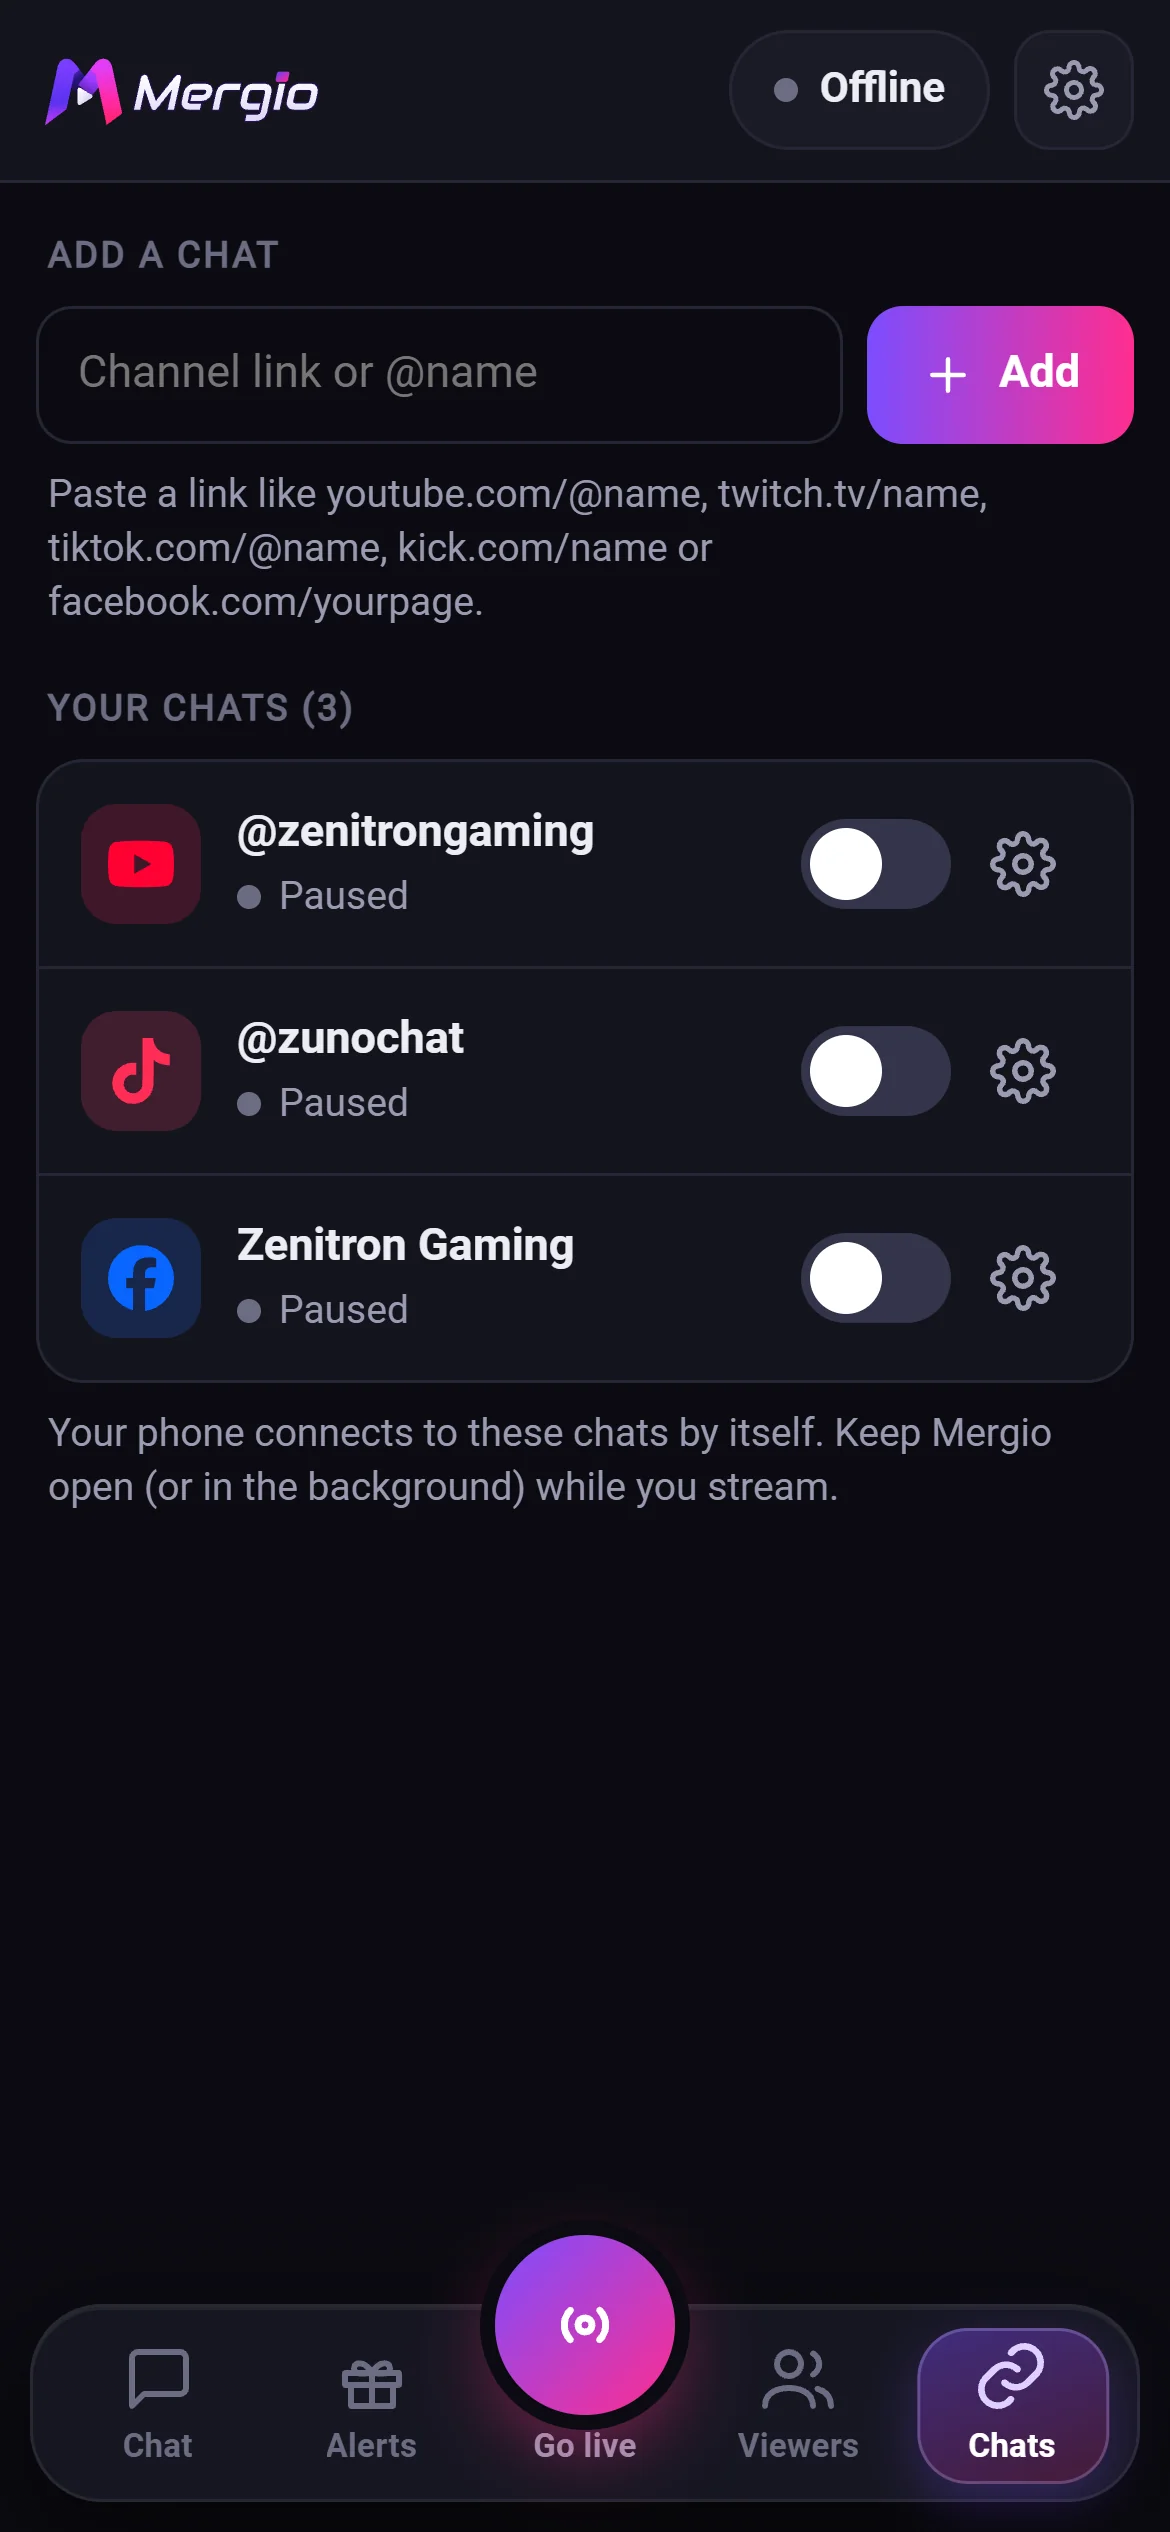 Mergio
Offline
ADD A CHAT
Channel link or @name
Add
Paste a link like youtube.com/@name, twitch.tv/name,
tiktok.com/@name, kick.com/name or
facebook.com/yourpage.
YOUR CHATS (3)
@zenitrongaming
Paused
@zunochat
Paused
Zenitron Gaming
Paused
Your phone connects to these chats by itself. Keep Mergio
open (or in the background) while you stream.
Chat
Alerts
Go live
Viewers
Chats